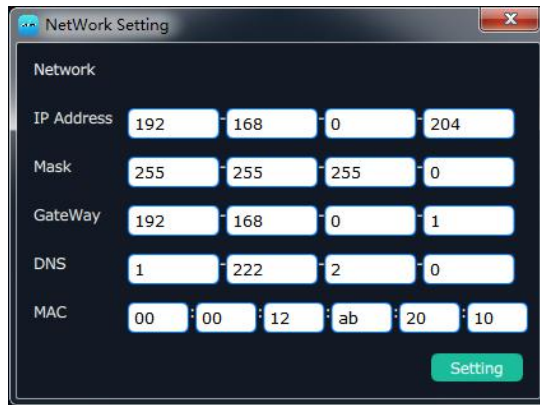 NetWork Setting
Network
IP Address 192 - 168 - 0 - 204
Mask 255 - 255 - 255 - 0
GateWay 192 - 168 - 0 - 1
DNS 1 - 222 - 2 - 0
MAC 00 : 00 : 12 : ab : 20 : 10
Setting